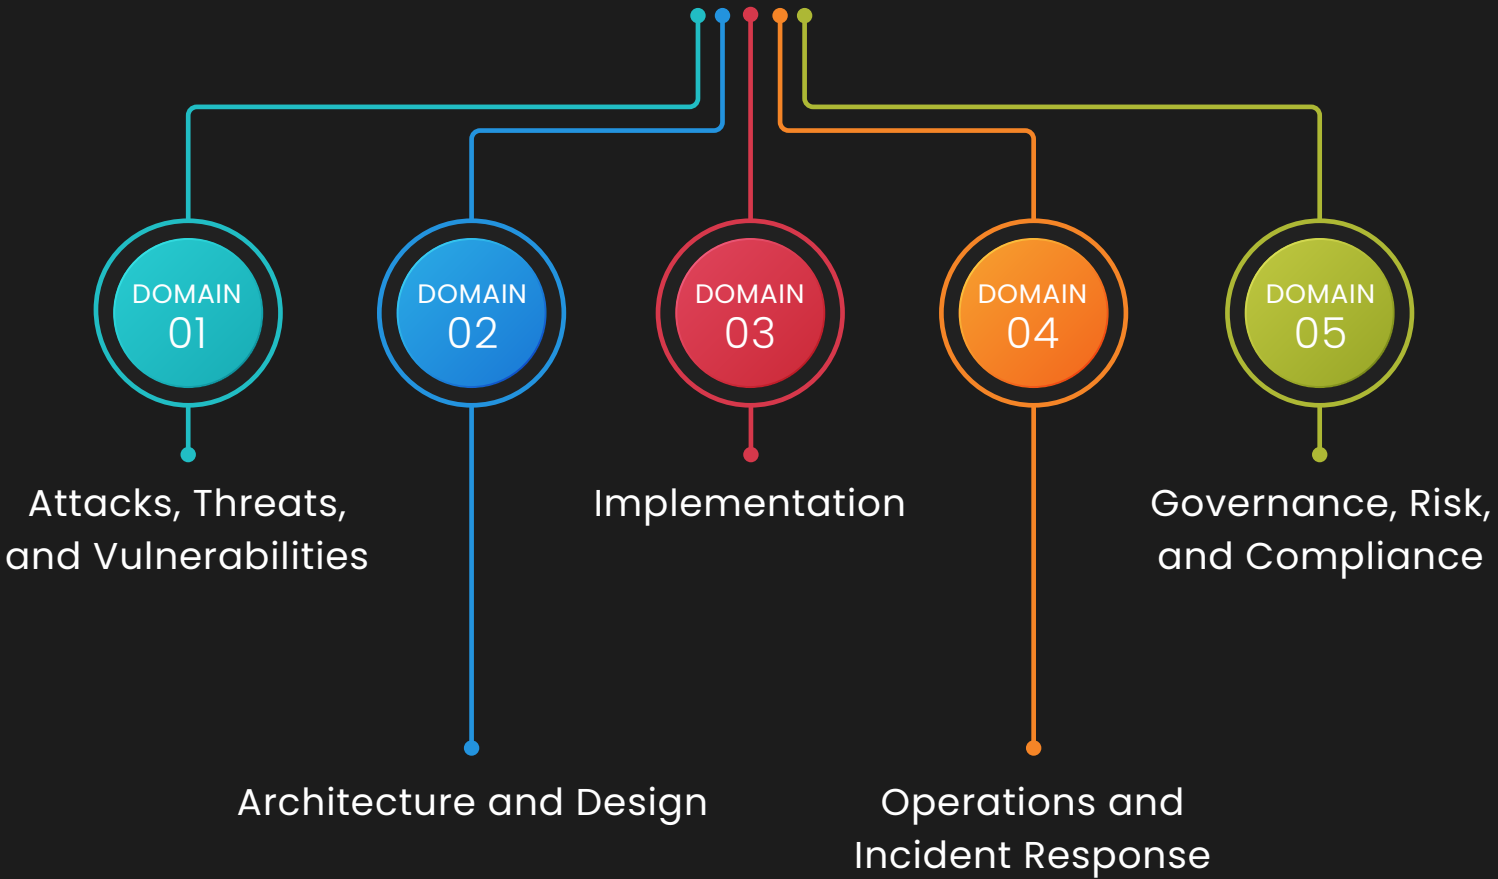 DOMAIN
01
DOMAIN
02
DOMAIN
03
DOMAIN
04
DOMAIN
05
Attacks, Threats,
and Vulnerabilities
Implementation
Governance, Risk,
and Compliance
Architecture and Design
Operations and
Incident Response